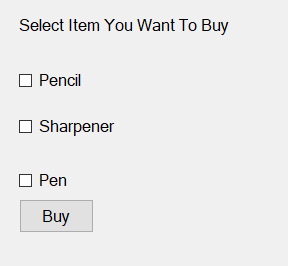 Select Item You Want To Buy
Pencil
Sharpener
Pen
Buy